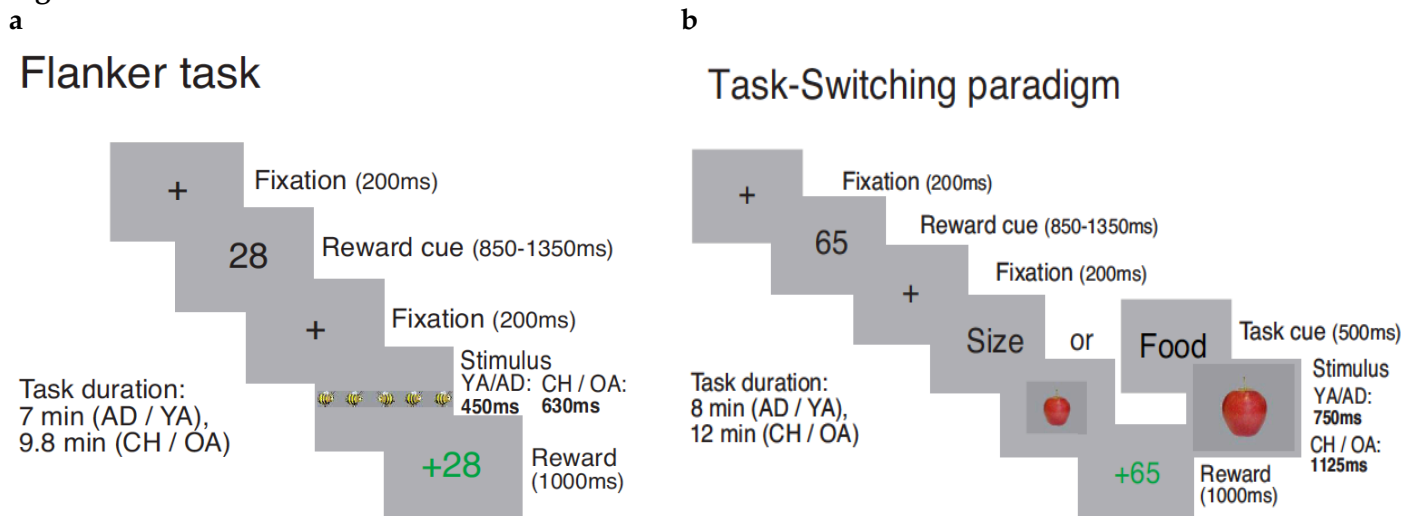 a
Flanker task
+
Fixation (200ms)
28
Reward cue (850-1350ms)
+
Fixation (200ms)
Stimulus
YA/AD: CH / OA:
450ms 630ms
Task duration:
7 min (AD / YA),
9.8 min (CH / OA)
+28
Reward
(1000ms)
b
Task-Switching paradigm
+
Fixation (200ms)
65
Reward cue (850-1350ms)
+
Fixation (200ms)
Size or Food
Task cue (500ms)
Stimulus
YA/AD:
750ms
CH / OA:
1125ms
Task duration:
8 min (AD / YA),
12 min (CH / OA)
+65
Reward
(1000ms)